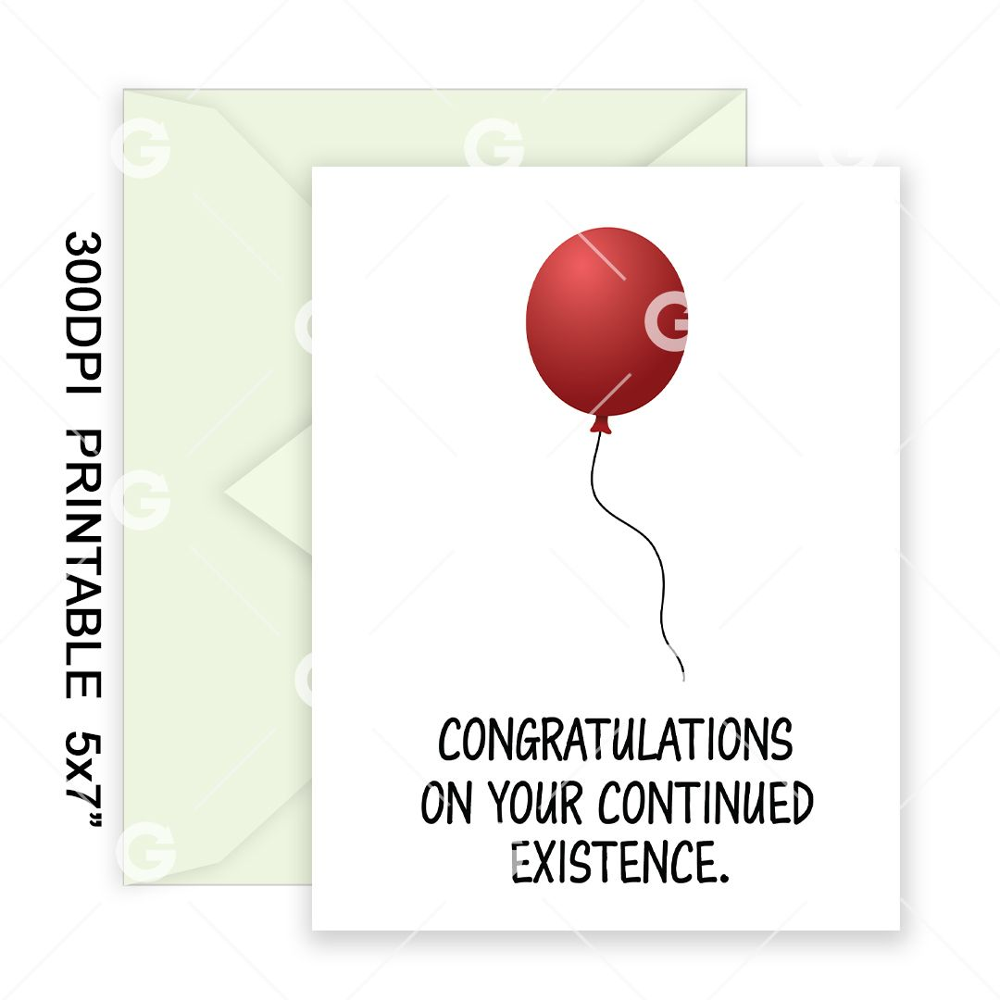 300DPI PRINTABLE 5x7”
CONGRATULATIONS
ON YOUR CONTINUED
EXISTENCE.